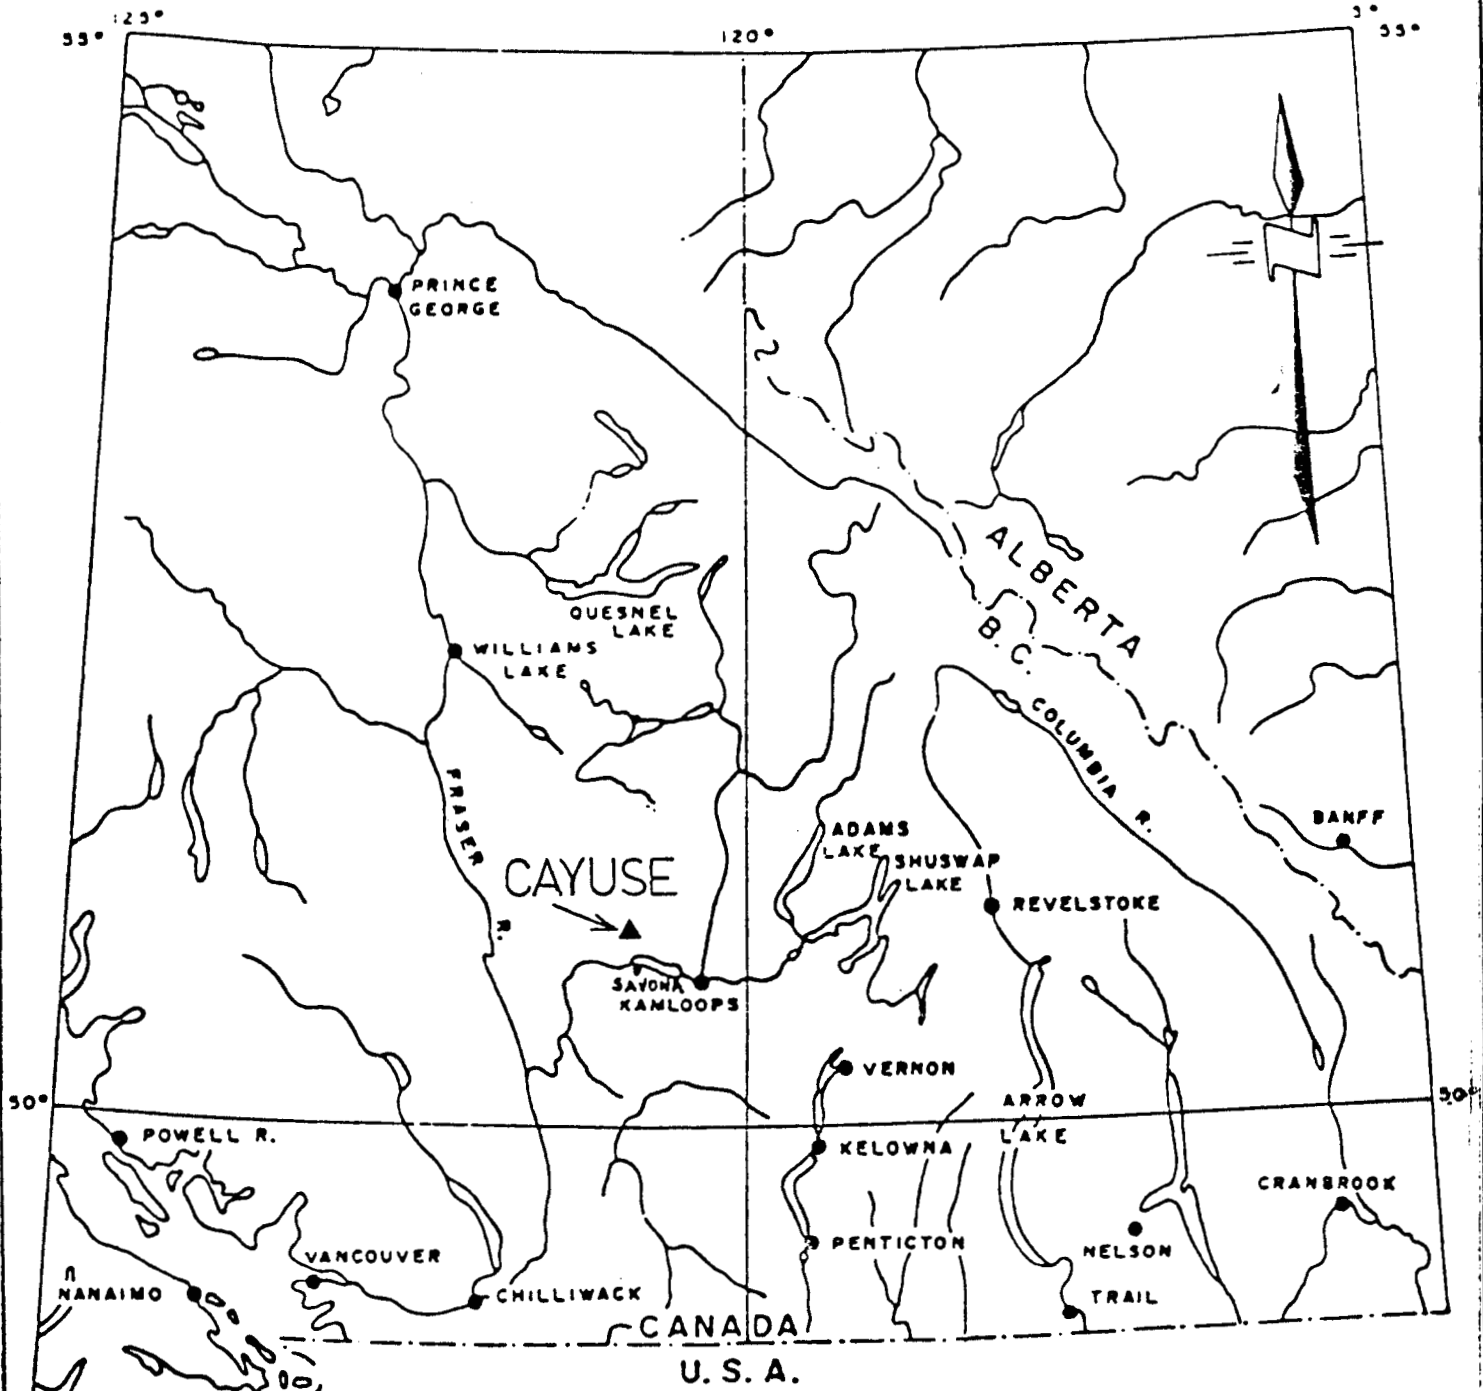 125°
55°
120°
55°
PRINCE
GEORGE
ALBERTA
B.C.
QUESNEL
LAKE
WILLIAMS
LAKE
COLUMBIA R.
FRASER R.
BANFF
ADAMS
LAKE
SHUSWAP
LAKE
CAYUSE
REVELSTOKE
SAVONA
KAMLOOPS
VERNON
50°
50°
ARROW
LAKE
POWELL R.
KELOWNA
CRANBROOK
PENTICTON
NELSON
VANCOUVER
NANAIMO
CHILLIWACK
TRAIL
CANADA
U.S.A.